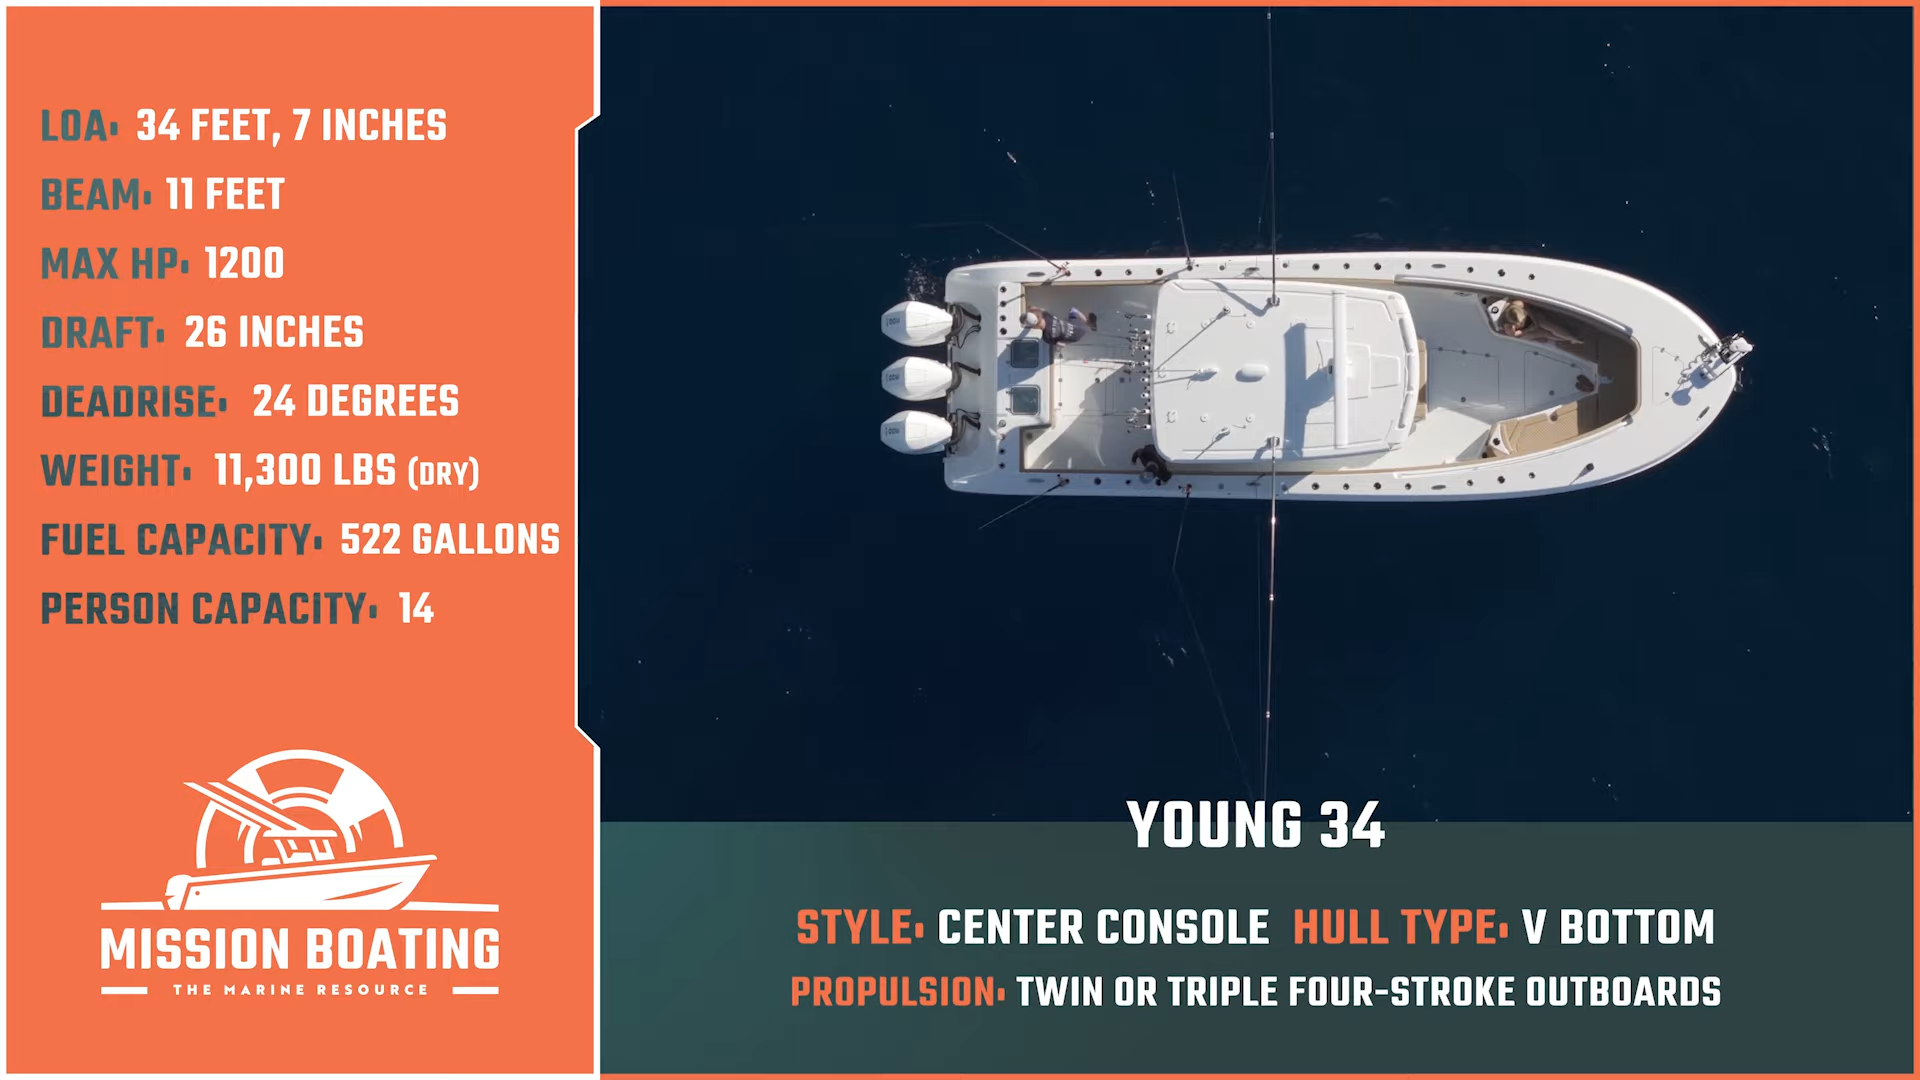 LOA: 34 FEET, 7 INCHES
BEAM: 11 FEET
MAX HP: 1200
DRAFT: 26 INCHES
DEADRISE: 24 DEGREES
WEIGHT: 11,300 LBS (DRY)
FUEL CAPACITY: 522 GALLONS
PERSON CAPACITY: 14
MISSION BOATING
THE MARINE RESOURCE
YOUNG 34
STYLE: CENTER CONSOLE HULL TYPE: V BOTTOM
PROPULSION: TWIN OR TRIPLE FOUR-STROKE OUTBOARDS